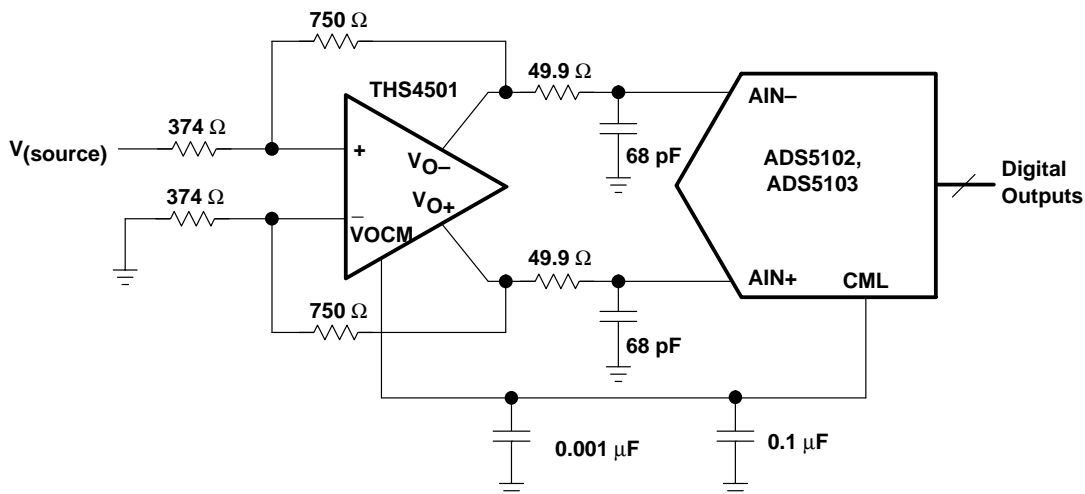 750 Ω
49.9 Ω
THS4501
AIN–
374 Ω
V(source)
+
VO–
68 pF
ADS5102,
ADS5103
Digital
Outputs
374 Ω
VO+
–
VOCM
49.9 Ω
AIN+
CML
750 Ω
68 pF
0.001 μF
0.1 μF